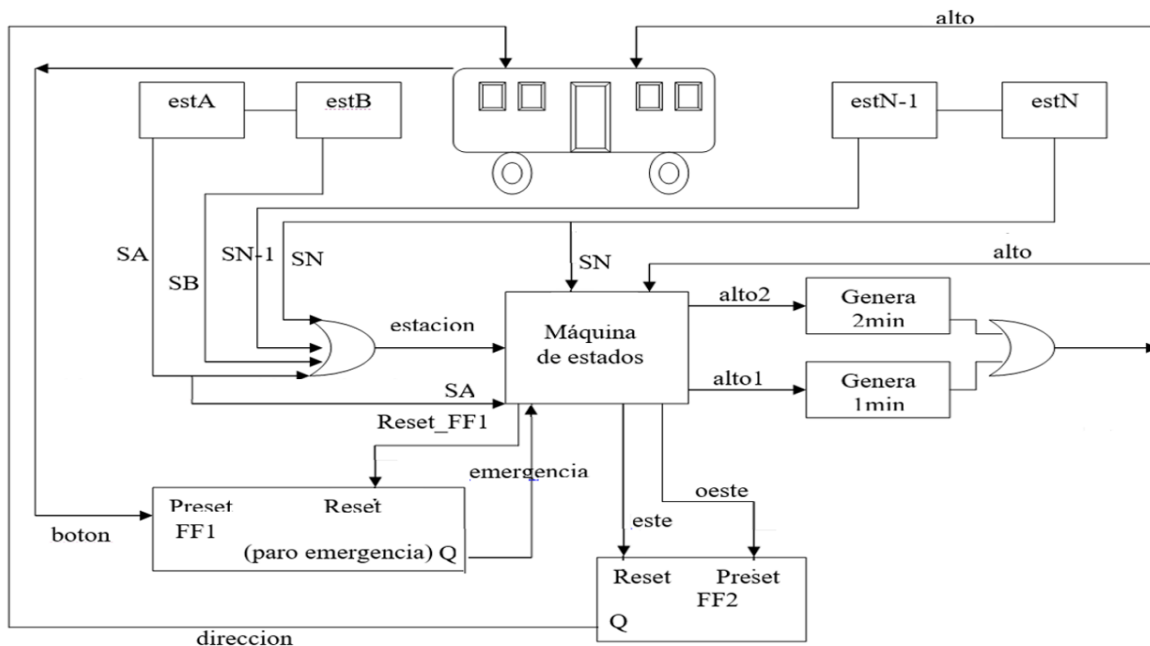 alto
estA
estB
estN-1
estN
SA
SB
SN-1
SN
SN
alto
estacion
Máquina
de estados
alto2
Genera
2min
alto1
Genera
1min
SA
Reset_FF1
emergencia
oeste
este
boton
Preset
Reset
FF1
(paro emergencia) Q
Reset
Preset
FF2
Q
direccion